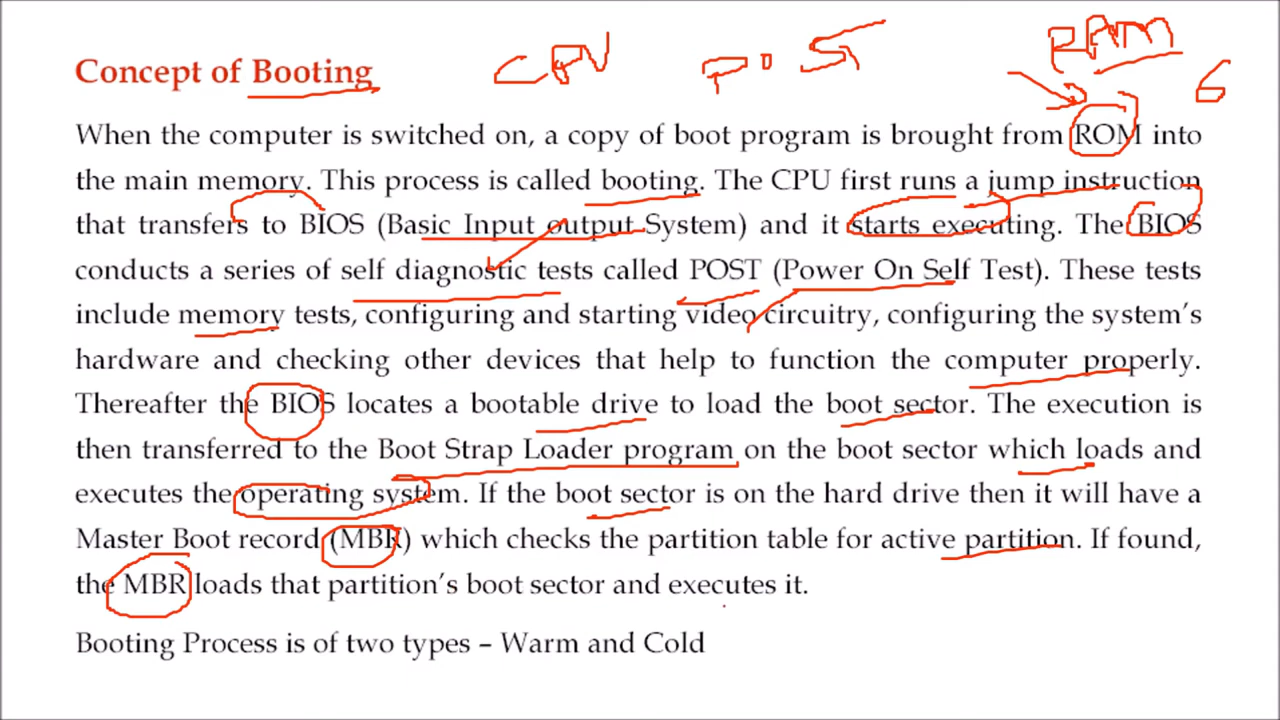 CPU P.O.S RAM
Concept of Booting
When the computer is switched on, a copy of boot program is brought from ROM into
the main memory. This process is called booting. The CPU first runs a jump instruction
that transfers to BIOS (Basic Input output System) and it starts executing. The BIOS
conducts a series of self diagnostic tests called POST (Power On Self Test). These tests
include memory tests, configuring and starting video circuitry, configuring the system's
hardware and checking other devices that help to function the computer properly.
Thereafter the BIOS locates a bootable drive to load the boot sector. The execution is
then transferred to the Boot Strap Loader program on the boot sector which loads and
executes the operating system. If the boot sector is on the hard drive then it will have a
Master Boot record (MBR) which checks the partition table for active partition. If found,
the MBR loads that partition's boot sector and executes it.
Booting Process is of two types – Warm and Cold